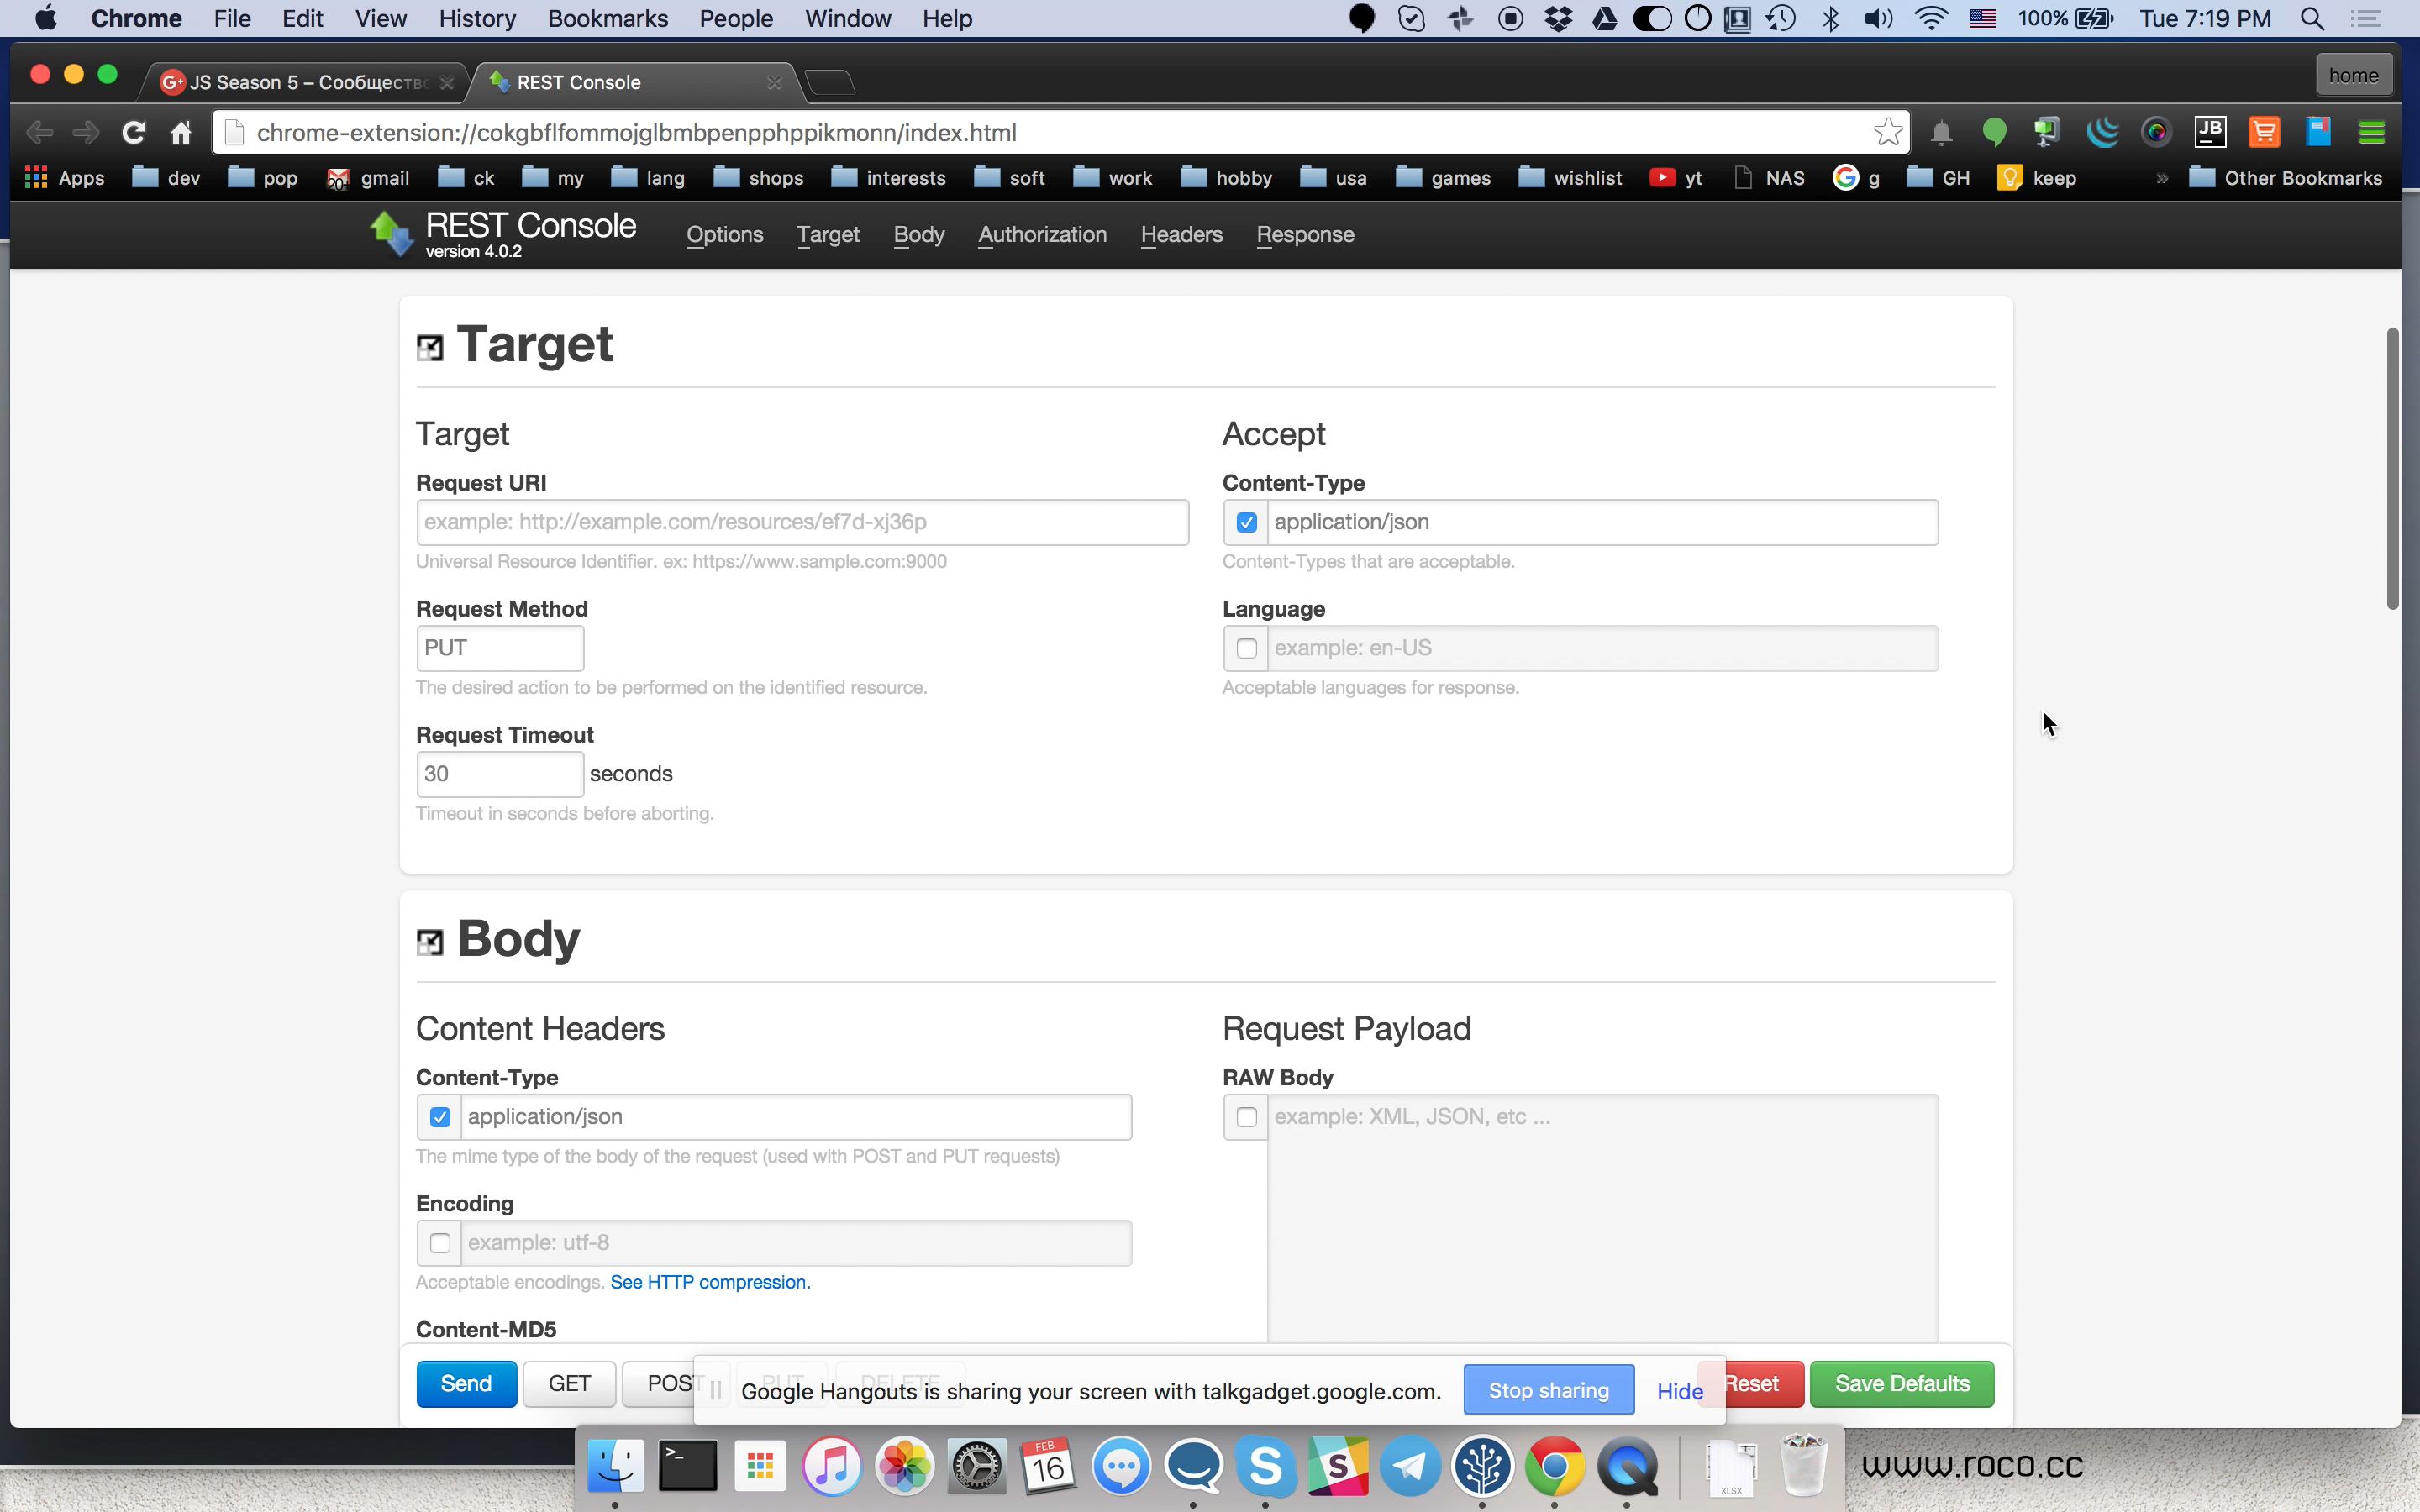 Chrome File Edit View History Bookmarks People Window Help 100% Tue 7:19 PM
JS Season 5 – Сообщество REST Console home
chrome-extension://cokgbflfommojglbmbpenpphppikmonn/index.html JB
Apps dev pop 20+ gmail ck my lang shops interests soft work hobby usa games wishlist yt NAS g GH keep » Other Bookmarks
REST Console
version 4.0.2
Options Target Body Authorization Headers Response
Target
Target Accept
Request URI Content-Type
example: http://example.com/resources/ef7d-xj36p application/json
Universal Resource Identifier. ex: https://www.sample.com:9000 Content-Types that are acceptable.
Request Method Language
PUT example: en-US
The desired action to be performed on the identified resource. Acceptable languages for response.
Request Timeout
30 seconds
Timeout in seconds before aborting.
Body
Content Headers Request Payload
Content-Type RAW Body
application/json example: XML, JSON, etc ...
The mime type of the body of the request (used with POST and PUT requests)
Encoding
example: utf-8
Acceptable encodings. See HTTP compression.
Content-MD5
Send GET POST PUT DELETE Reset Save Defaults
Google Hangouts is sharing your screen with talkgadget.google.com. Stop sharing Hide
FEB
16
XLSX
www.roco.cc